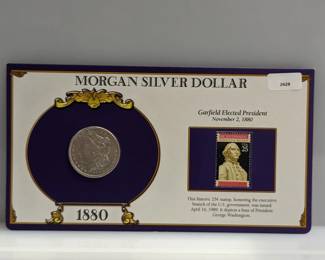 MORGAN SILVER DOLLAR
2628
Garfield Elected President
November 2, 1880
25
This historic 25¢ stamp, honoring the executive
branch of the U.S. government, was issued
April 16, 1989. It depicts a bust of President
George Washington.
1880